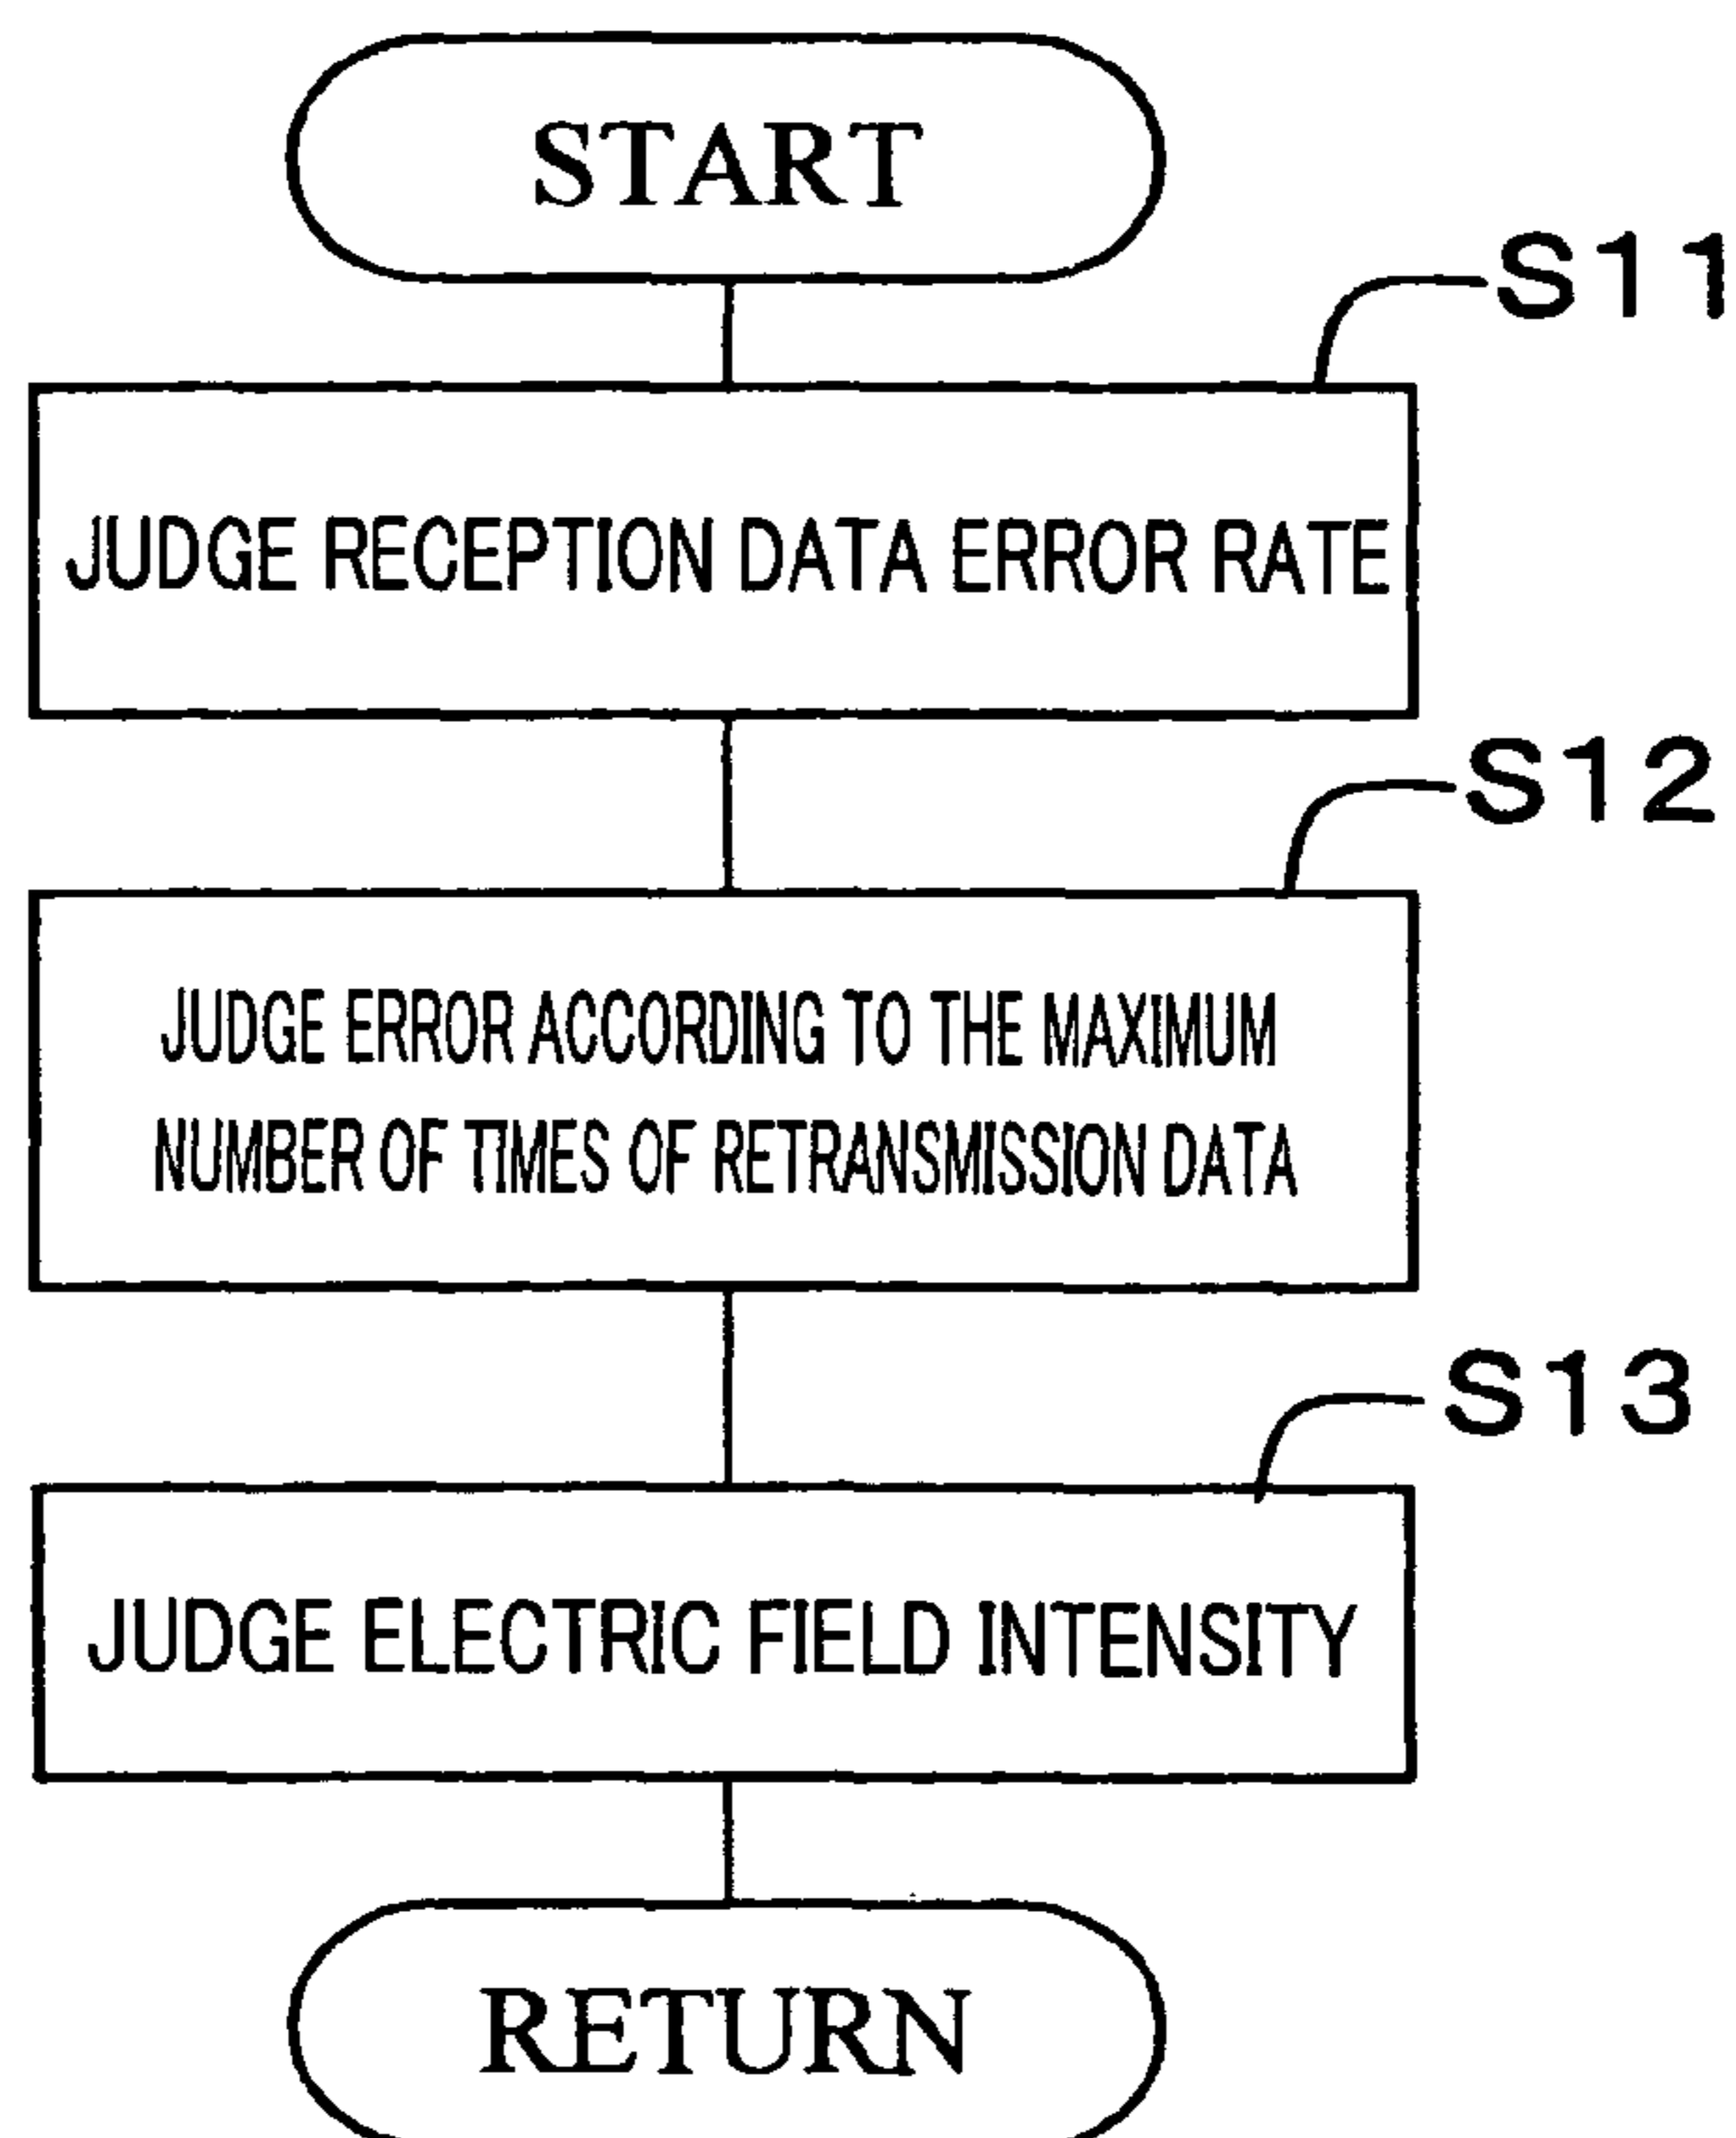 START
S11
JUDGE RECEPTION DATA ERROR RATE
S12
JUDGE ERROR ACCORDING TO THE MAXIMUM
NUMBER OF TIMES OF RETRANSMISSION DATA
S13
JUDGE ELECTRIC FIELD INTENSITY
RETURN